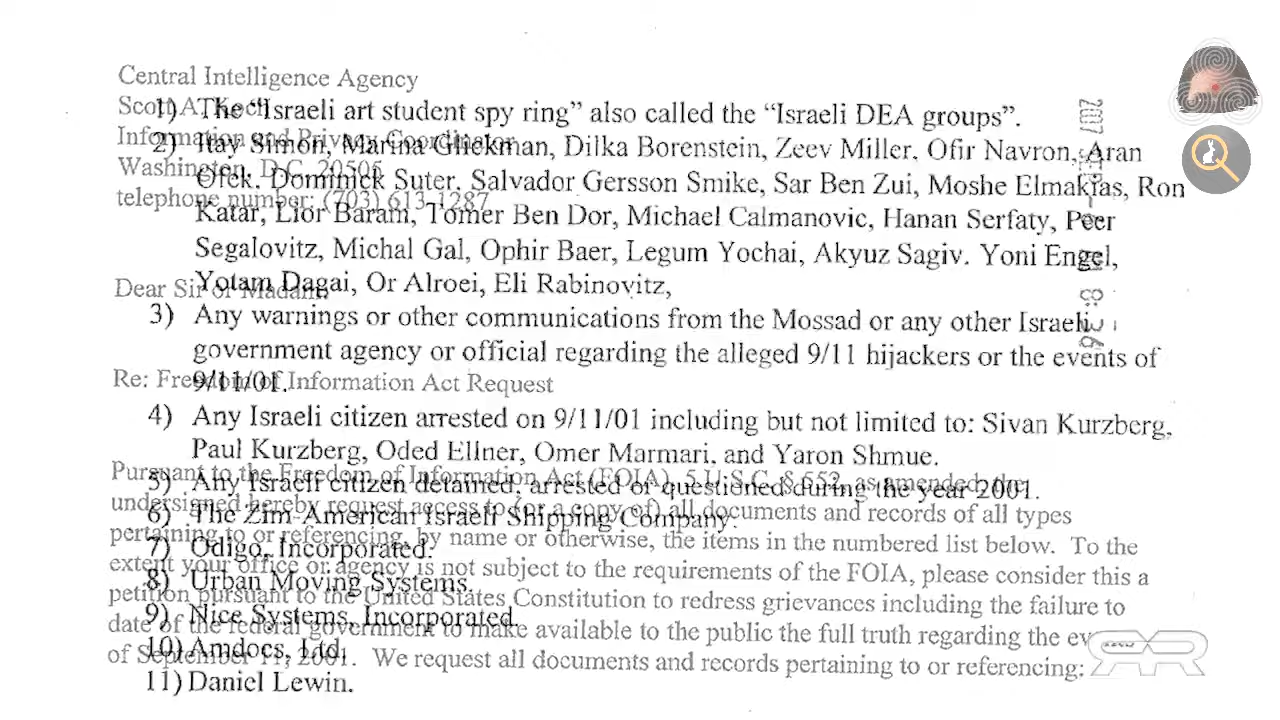 Central Intelligence Agency
Scott A. Koch
Information and Privacy Coordinator
Washington, D.C. 20505
telephone number: (703) 613-1287
Dear Sir or Madam:
Re: Freedom of Information Act Request
Pursuant to the Freedom of Information Act (FOIA), 5 U.S.C. § 552, as amended, the
undersigned hereby request access to (or a copy of) all documents and records of all types
pertaining to or referencing, by name or otherwise, the items in the numbered list below. To the
extent your office or agency is not subject to the requirements of the FOIA, please consider this a
petition pursuant to the United States Constitution to redress grievances including the failure to
date of the federal government to make available to the public the full truth regarding the
of September 11, 2001. We request all documents and records pertaining to or referencing:
1) The “Israeli art student spy ring” also called the “Israeli DEA groups”.
2) Itay Simon, Marina Glickman, Dilka Borenstein, Zeev Miller, Ofir Navron, Aran
Ofek, Dominick Suter, Salvador Gersson Smike, Sar Ben Zui, Moshe Elmakias, Ron
Katar, Lior Baram, Tomer Ben Dor, Michael Calmanovic, Hanan Serfaty, Peer
Segalovitz, Michal Gal, Ophir Baer, Legum Yochai, Akyuz Sagiv. Yoni Engel,
Yotam Dagai, Or Alroei, Eli Rabinovitz,
3) Any warnings or other communications from the Mossad or any other Israeli
government agency or official regarding the alleged 9/11 hijackers or the events of
9/11/01.
4) Any Israeli citizen arrested on 9/11/01 including but not limited to: Sivan Kurzberg,
Paul Kurzberg, Oded Ellner, Omer Marmari, and Yaron Shmue.
5) Any Israeli citizen detained, arrested or questioned during the year 2001.
6) The Zim-American Israeli Shipping Company.
7) Odigo, Incorporated.
8) Urban Moving Systems.
9) Nice Systems, Incorporated.
10) Amdocs, Ltd.
11) Daniel Lewin.